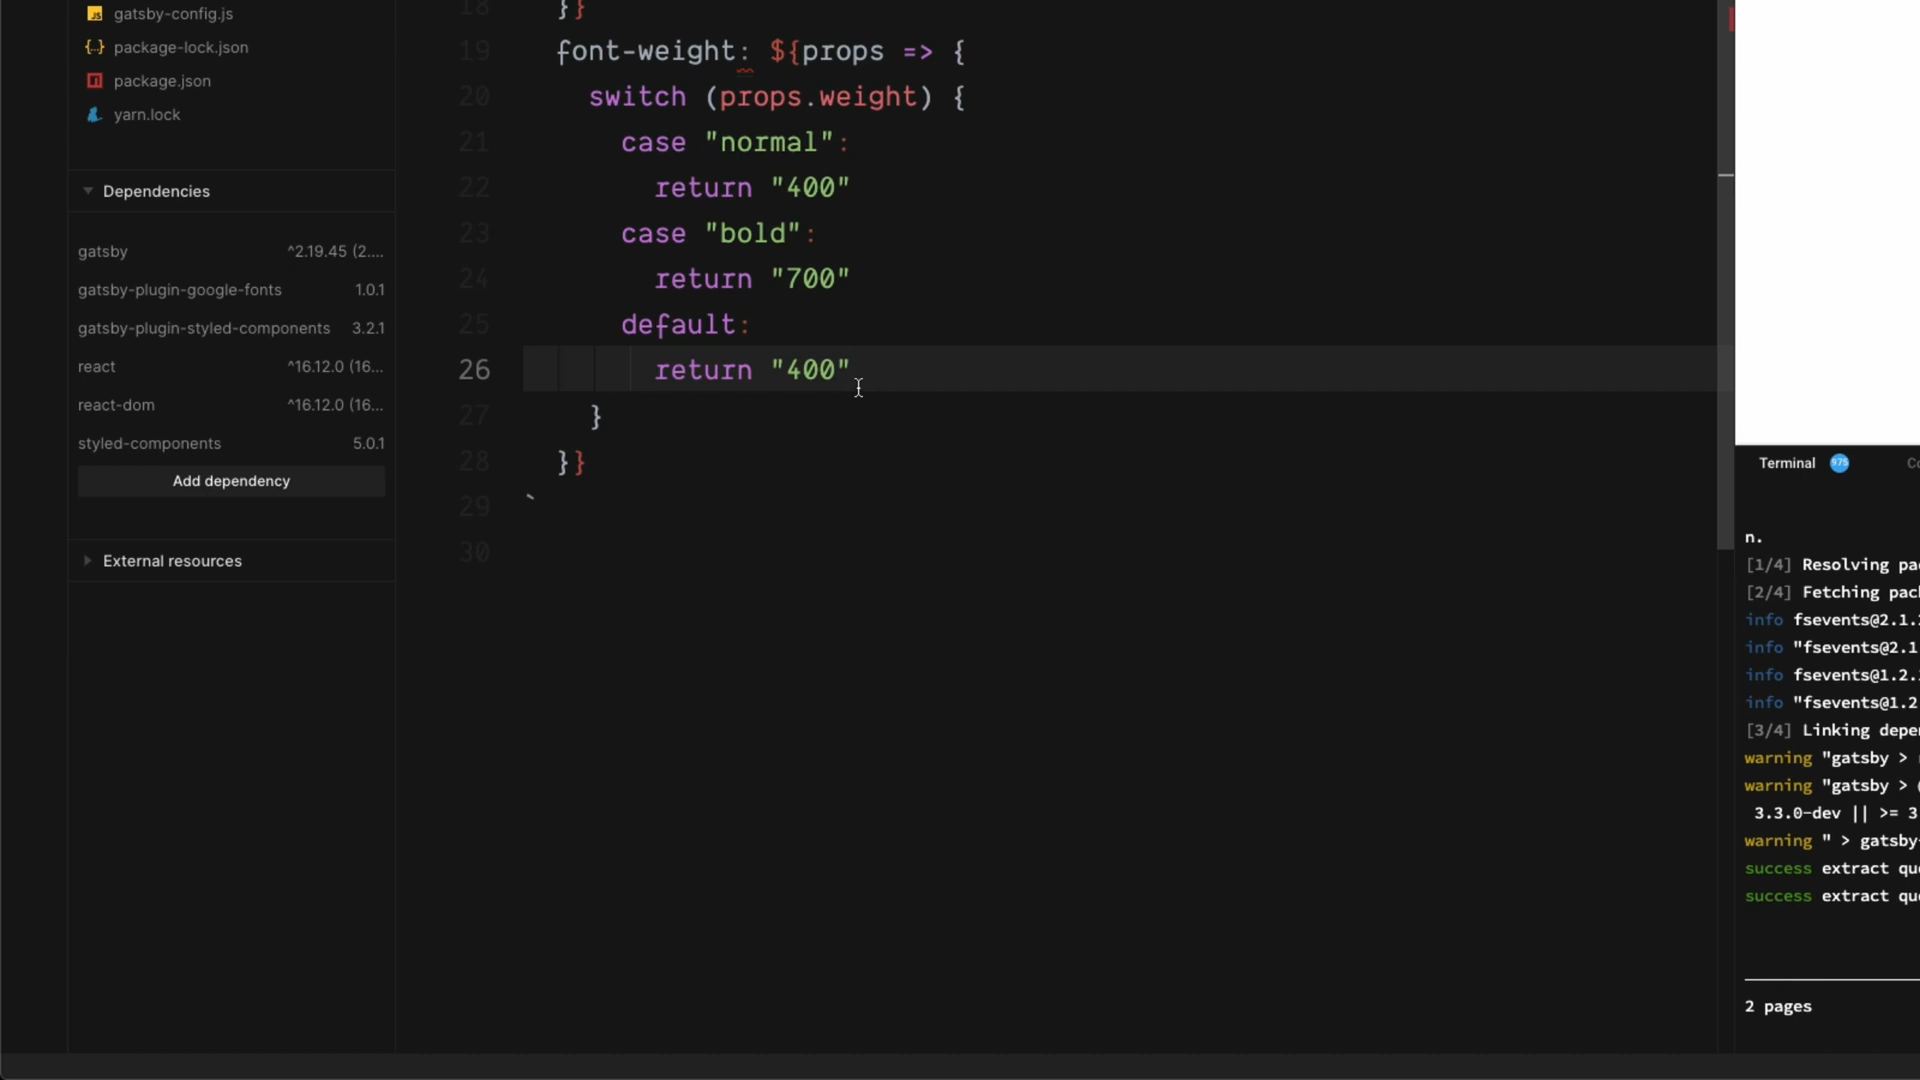 gatsby-config.js
package-lock.json
package.json
yarn.lock
Dependencies
gatsby ^2.19.45 (2....
gatsby-plugin-google-fonts 1.0.1
gatsby-plugin-styled-components 3.2.1
react ^16.12.0 (16...
react-dom ^16.12.0 (16...
styled-components 5.0.1
Add dependency
External resources
18 }}
19 font-weight: ${props => {
20 switch (props.weight) {
21 case "normal":
22 return "400"
23 case "bold":
24 return "700"
25 default:
26 return "400"
27 }
28 }}
29 `
30
Terminal 975
n.
[1/4] Resolving pa
[2/4] Fetching pac
info fsevents@2.1.
info "fsevents@2.1
info fsevents@1.2.
info "fsevents@1.2
[3/4] Linking depe
warning "gatsby >
warning "gatsby >
3.3.0-dev || >= 3
warning " > gatsby-
success extract qu
success extract qu
2 pages